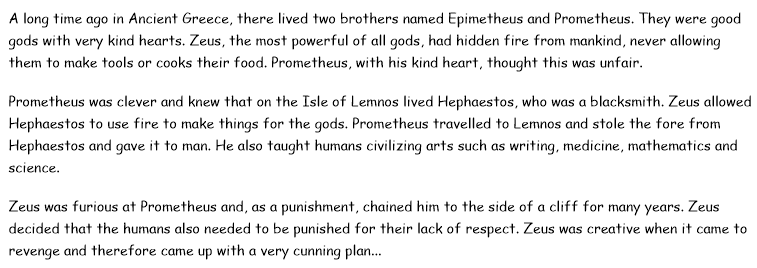 A long time ago in Ancient Greece, there lived two brothers named Epimetheus and Prometheus. They were good
gods with very kind hearts. Zeus, the most powerful of all gods, had hidden fire from mankind, never allowing
them to make tools or cooks their food. Prometheus, with his kind heart, thought this was unfair.
Prometheus was clever and knew that on the Isle of Lemnos lived Hephaestos, who was a blacksmith. Zeus allowed
Hephaestos to use fire to make things for the gods. Prometheus travelled to Lemnos and stole the fore from
Hephaestos and gave it to man. He also taught humans civilizing arts such as writing, medicine, mathematics and
science.
Zeus was furious at Prometheus and, as a punishment, chained him to the side of a cliff for many years. Zeus
decided that the humans also needed to be punished for their lack of respect. Zeus was creative when it came to
revenge and therefore came up with a very cunning plan...